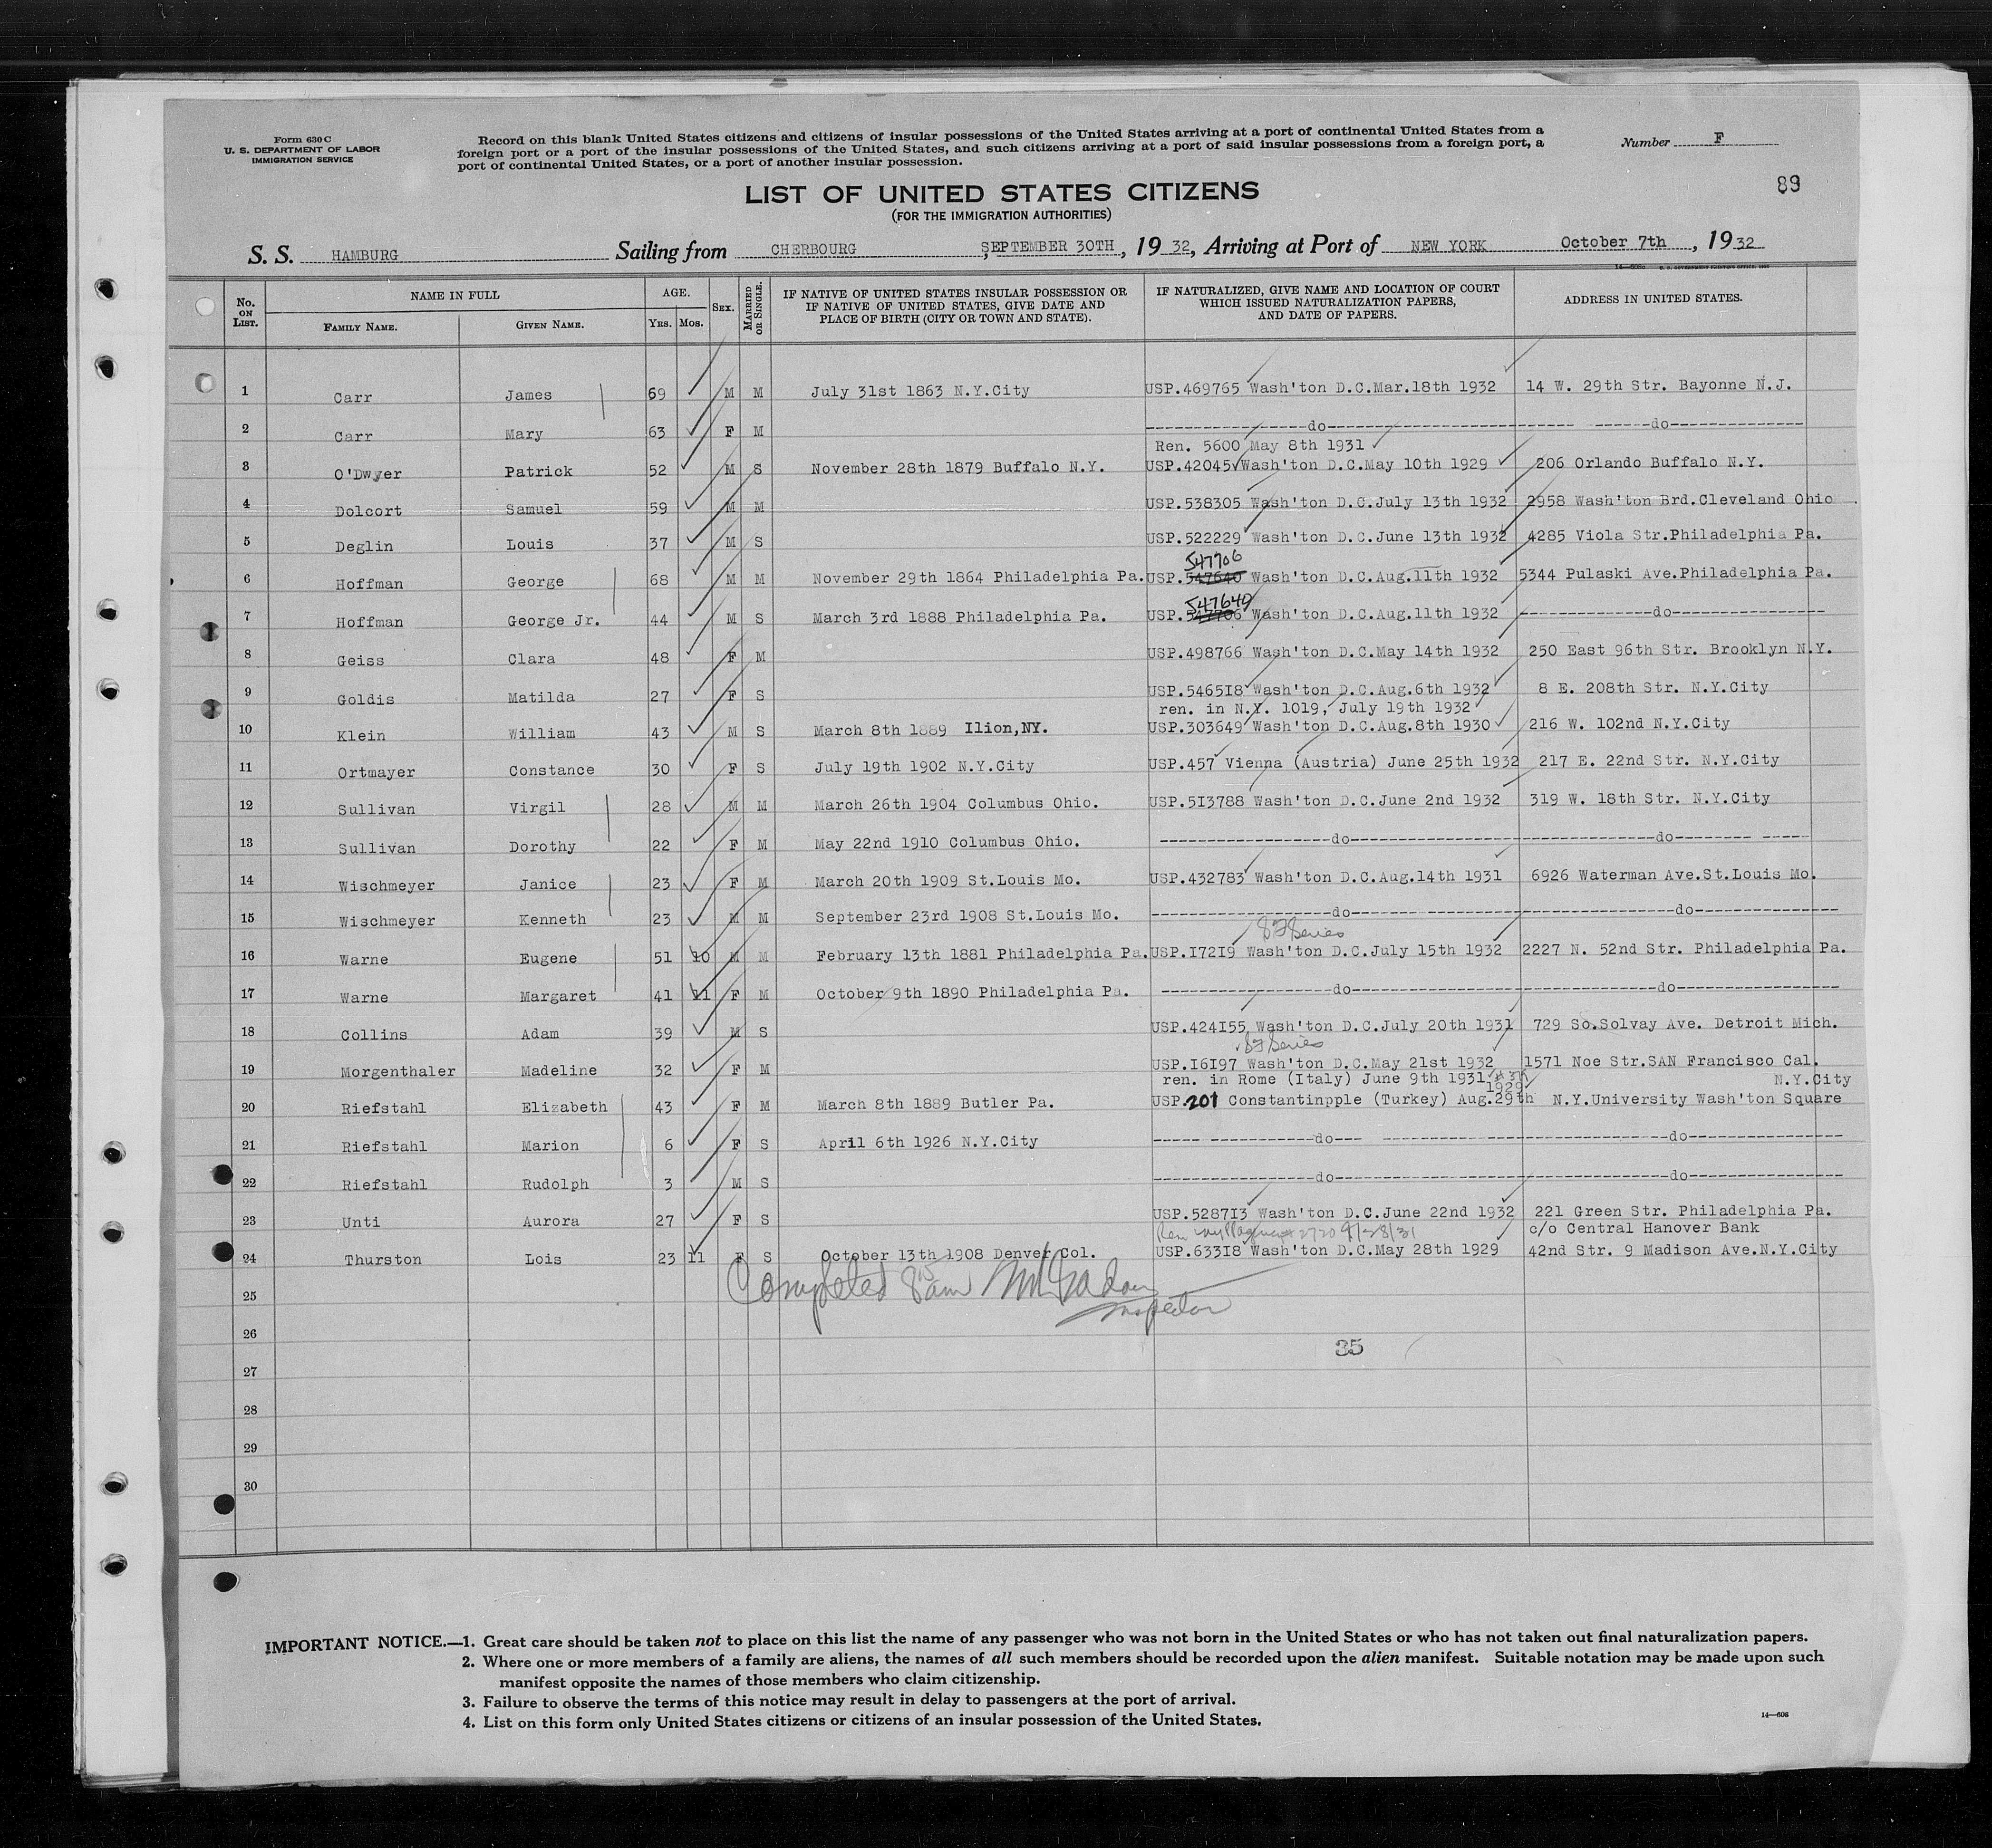 Form 630 C
U. S. DEPARTMENT OF LABOR
IMMIGRATION SERVICE
Record on this blank United States citizens and citizens of insular possessions of the United States arriving at a port of continental United States from a
foreign port or a port of the insular possessions of the United States, and such citizens arriving at a port of said insular possessions from a foreign port, a
port of continental United States, or a port of another insular possession.
Number F
89
LIST OF UNITED STATES CITIZENS
(FOR THE IMMIGRATION AUTHORITIES)
S. S. HAMBURG Sailing from CHERBOURG , SEPTEMBER 30TH , 19 32, Arriving at Port of NEW YORK October 7th , 19 32
No. ON LIST. NAME IN FULL FAMILY NAME. GIVEN NAME. AGE. YRS. MOS. SEX. MARRIED OR SINGLE. IF NATIVE OF UNITED STATES INSULAR POSSESSION OR IF NATIVE OF UNITED STATES, GIVE DATE AND PLACE OF BIRTH (CITY OR TOWN AND STATE). IF NATURALIZED, GIVE NAME AND LOCATION OF COURT WHICH ISSUED NATURALIZATION PAPERS, AND DATE OF PAPERS. ADDRESS IN UNITED STATES.
1 Carr James 69 M M July 31st 1863 N.Y.City USP.469765 Wash'ton D.C.Mar.18th 1932 14 W. 29th Str. Bayonne N.J.
2 Carr Mary 63 F M ----do---- ----do----
Ren. 5600 May 8th 1931
3 O'Dwyer Patrick 52 M S November 28th 1879 Buffalo N.Y. USP.42045 Wash'ton D.C.May 10th 1929 206 Orlando Buffalo N.Y.
4 Dolcort Samuel 59 M M USP.538305 Wash'ton D.C.July 13th 1932 2958 Wash'ton Brd.Cleveland Ohio
5 Deglin Louis 37 M S USP.522229 Wash'ton D.C.June 13th 1932 4285 Viola Str.Philadelphia Pa.
547706
6 Hoffman George 68 M M November 29th 1864 Philadelphia Pa. USP.547640 Wash'ton D.C.Aug.11th 1932 5344 Pulaski Ave.Philadelphia Pa.
547640
7 Hoffman George Jr. 44 M S March 3rd 1888 Philadelphia Pa. USP.547706 Wash'ton D.C.Aug.11th 1932 ----do----
8 Geiss Clara 48 F M USP.498766 Wash'ton D.C.May 14th 1932 250 East 96th Str. Brooklyn N.Y.
9 Goldis Matilda 27 F S USP.546518 Wash'ton D.C.Aug.6th 1932 8 E. 208th Str. N.Y.City
ren. in N.Y. 1019, July 19th 1932
10 Klein William 43 M S March 8th 1889 Ilion,NY. USP.303649 Wash'ton D.C.Aug.8th 1930 216 W. 102nd N.Y.City
11 Ortmayer Constance 30 F S July 19th 1902 N.Y.City USP.457 Vienna (Austria) June 25th 1932 217 E. 22nd Str. N.Y.City
12 Sullivan Virgil 28 M M March 26th 1904 Columbus Ohio. USP.513788 Wash'ton D.C.June 2nd 1932 319 W. 18th Str. N.Y.City
13 Sullivan Dorothy 22 F M May 22nd 1910 Columbus Ohio. ----do---- ----do----
14 Wischmeyer Janice 23 F M March 20th 1909 St.Louis Mo. USP.432783 Wash'ton D.C.Aug.14th 1931 6926 Waterman Ave.St.Louis Mo.
15 Wischmeyer Kenneth 23 M M September 23rd 1908 St.Louis Mo. ----do---- ----do----
Series
16 Warne Eugene 51 10 M M February 13th 1881 Philadelphia Pa. USP.17219 Wash'ton D.C.July 15th 1932 2227 N. 52nd Str. Philadelphia Pa.
17 Warne Margaret 41 11 F M October 9th 1890 Philadelphia Pa. ----do---- ----do----
18 Collins Adam 39 M S USP.424155 Wash'ton D.C.July 20th 1931 729 So.Solvay Ave. Detroit Mich.
Series
19 Morgenthaler Madeline 32 F M USP.16197 Wash'ton D.C.May 21st 1932 1571 Noe Str.SAN Francisco Cal.
ren. in Rome (Italy) June 9th 1931 N.Y.City
1929
20 Riefstahl Elizabeth 43 F M March 8th 1889 Butler Pa. USP.201 Constantinpple (Turkey) Aug.29th N.Y.University Wash'ton Square
21 Riefstahl Marion 6 F S April 6th 1926 N.Y.City ----do---- ----do----
22 Riefstahl Rudolph 3 M S ----do---- ----do----
23 Unti Aurora 27 F S USP.528713 Wash'ton D.C.June 22nd 1932 221 Green Str. Philadelphia Pa.
Ren 2720 9/28/31 c/o Central Hanover Bank
24 Thurston Lois 23 11 F S October 13th 1908 Denver Col. USP.63318 Wash'ton D.C.May 28th 1929 42nd Str. 9 Madison Ave.N.Y.City
Completed 8 15 am
Inspector
25
26
35
27
28
29
30
IMPORTANT NOTICE.—1. Great care should be taken not to place on this list the name of any passenger who was not born in the United States or who has not taken out final naturalization papers.
2. Where one or more members of a family are aliens, the names of all such members should be recorded upon the alien manifest. Suitable notation may be made upon such
manifest opposite the names of those members who claim citizenship.
3. Failure to observe the terms of this notice may result in delay to passengers at the port of arrival.
4. List on this form only United States citizens or citizens of an insular possession of the United States.
14—606